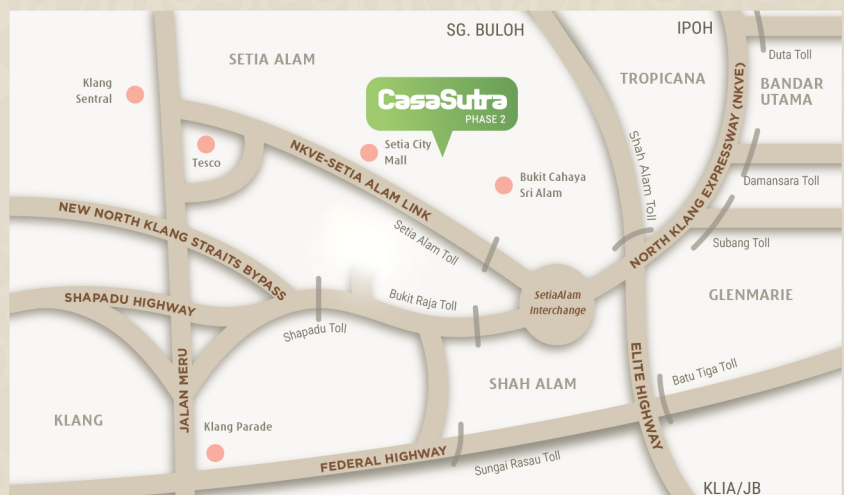 SG. BULOH
IPOH
SETIA ALAM
Duta Toll
Klang
Sentral
TROPICANA
BANDAR
UTAMA
CasaSutra
PHASE 2
Tesco
NKVE-SETIA ALAM LINK
Setia City
Mall
Bukit Cahaya
Sri Alam
Shah Alam Toll
NORTH KLANG EXPRESSWAY (NKVE)
Damansara Toll
NEW NORTH KLANG STRAITS BYPASS
Setia Alam Toll
Subang Toll
SHAPADU HIGHWAY
Shapadu Toll
Bukit Raja Toll
SetiaAlam
Interchange
GLENMARIE
JALAN MERU
SHAH ALAM
ELITE HIGHWAY
Batu Tiga Toll
KLANG
Klang Parade
FEDERAL HIGHWAY
Sungai Rasau Toll
KLIA/JB